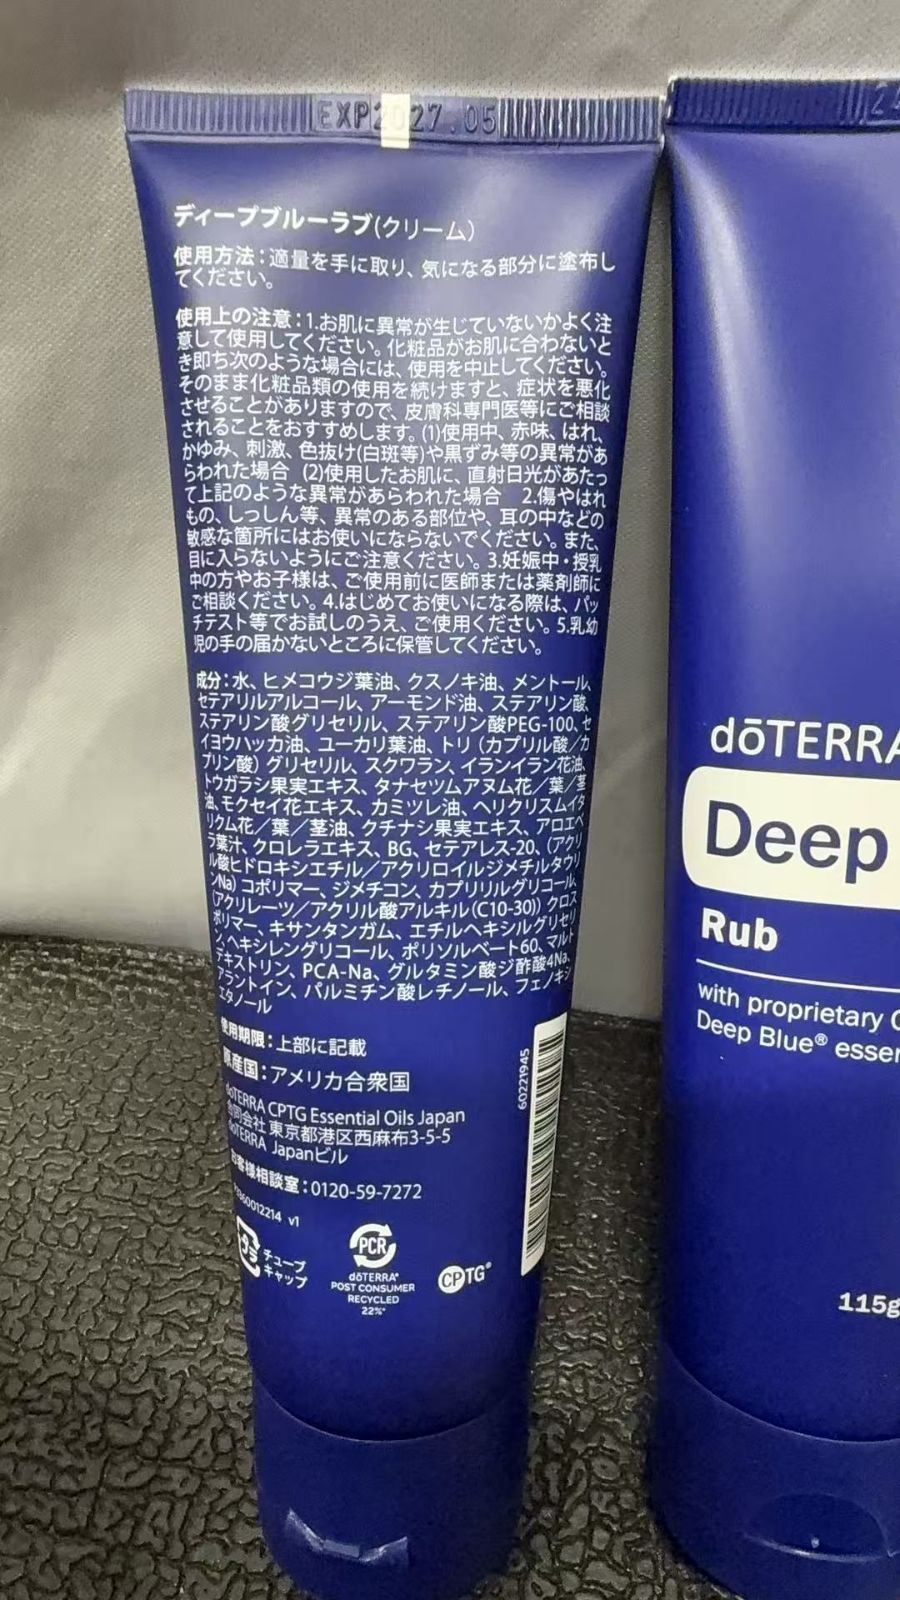 EXP2027.05
ディープブルーラブ(クリーム)
使用方法:適量を手に取り、気になる部分に塗布し
てください。
使用上の注意:1.お肌に異常が生じていないかよく注
意して使用してください。化粧品がお肌に合わないと
き即ち次のような場合には、使用を中止してください。
そのまま化粧品類の使用を続けますと、症状を悪化
させることがありますので、皮膚科専門医等にご相談
されることをおすすめします。(1)使用中、赤味、はれ、
かゆみ、刺激、色抜け(白斑等)や黒ずみ等の異常があ
らわれた場合 (2)使用したお肌に、直射日光があたっ
て上記のような異常があらわれた場合 2.傷やはれ
もの、しっしん等、異常のある部位や、耳の中などの
敏感な箇所にはお使いにならないでください。また、
目に入らないようにご注意ください。3.妊娠中・授乳
中の方やお子様は、ご使用前に医師または薬剤師に
ご相談ください。4.はじめてお使いになる際は、パッ
チテスト等でお試しのうえ、ご使用ください。5.乳幼
児の手の届かないところに保管してください。
成分:水、ヒメコウジ葉油、クスノキ油、メントール、
セテアリルアルコール、アーモンド油、ステアリン酸、
ステアリン酸グリセリル、ステアリン酸PEG-100、セ
イヨウハッカ油、ユーカリ葉油、トリ(カプリル酸/カ
プリン酸)グリセリル、スクワラン、イランイラン花油、
トウガラシ果実エキス、タナセツムアヌム花/葉/茎
油、モクセイ花エキス、カミツレ油、ヘリクリスムイタ
リクム花/葉/茎油、クチナシ果実エキス、アロエベ
ラ葉汁、クロレラエキス、BG、セテアレス-20、(アクリ
ル酸ヒドロキシエチル/アクリロイルジメチルタウリ
ンNa)コポリマー、ジメチコン、カプリリルグリコール、
(アクリレーツ/アクリル酸アルキル(C10-30))クロス
ポリマー、キサンタンガム、エチルヘキシルグリセリ
ン、ヘキシレングリコール、ポリソルベート60、マルト
デキストリン、PCA-Na、グルタミン酸ジ酢酸4Na、
アラントイン、パルミチン酸レチノール、フェノキシ
エタノール
使用期限:上部に記載
原産国:アメリカ合衆国
dōTERRA CPTG Essential Oils Japan
合同会社 東京都港区西麻布3-5-5
dōTERRA Japanビル
お客様相談室:0120-59-7272
60012214 v1
プラ
チューブ
キャップ
PCR
dōTERRA®
POST CONSUMER
RECYCLED
22%*
CPTG®
60221945
dōTERRA
Deep
Rub
with proprietary
Deep Blue®
115g